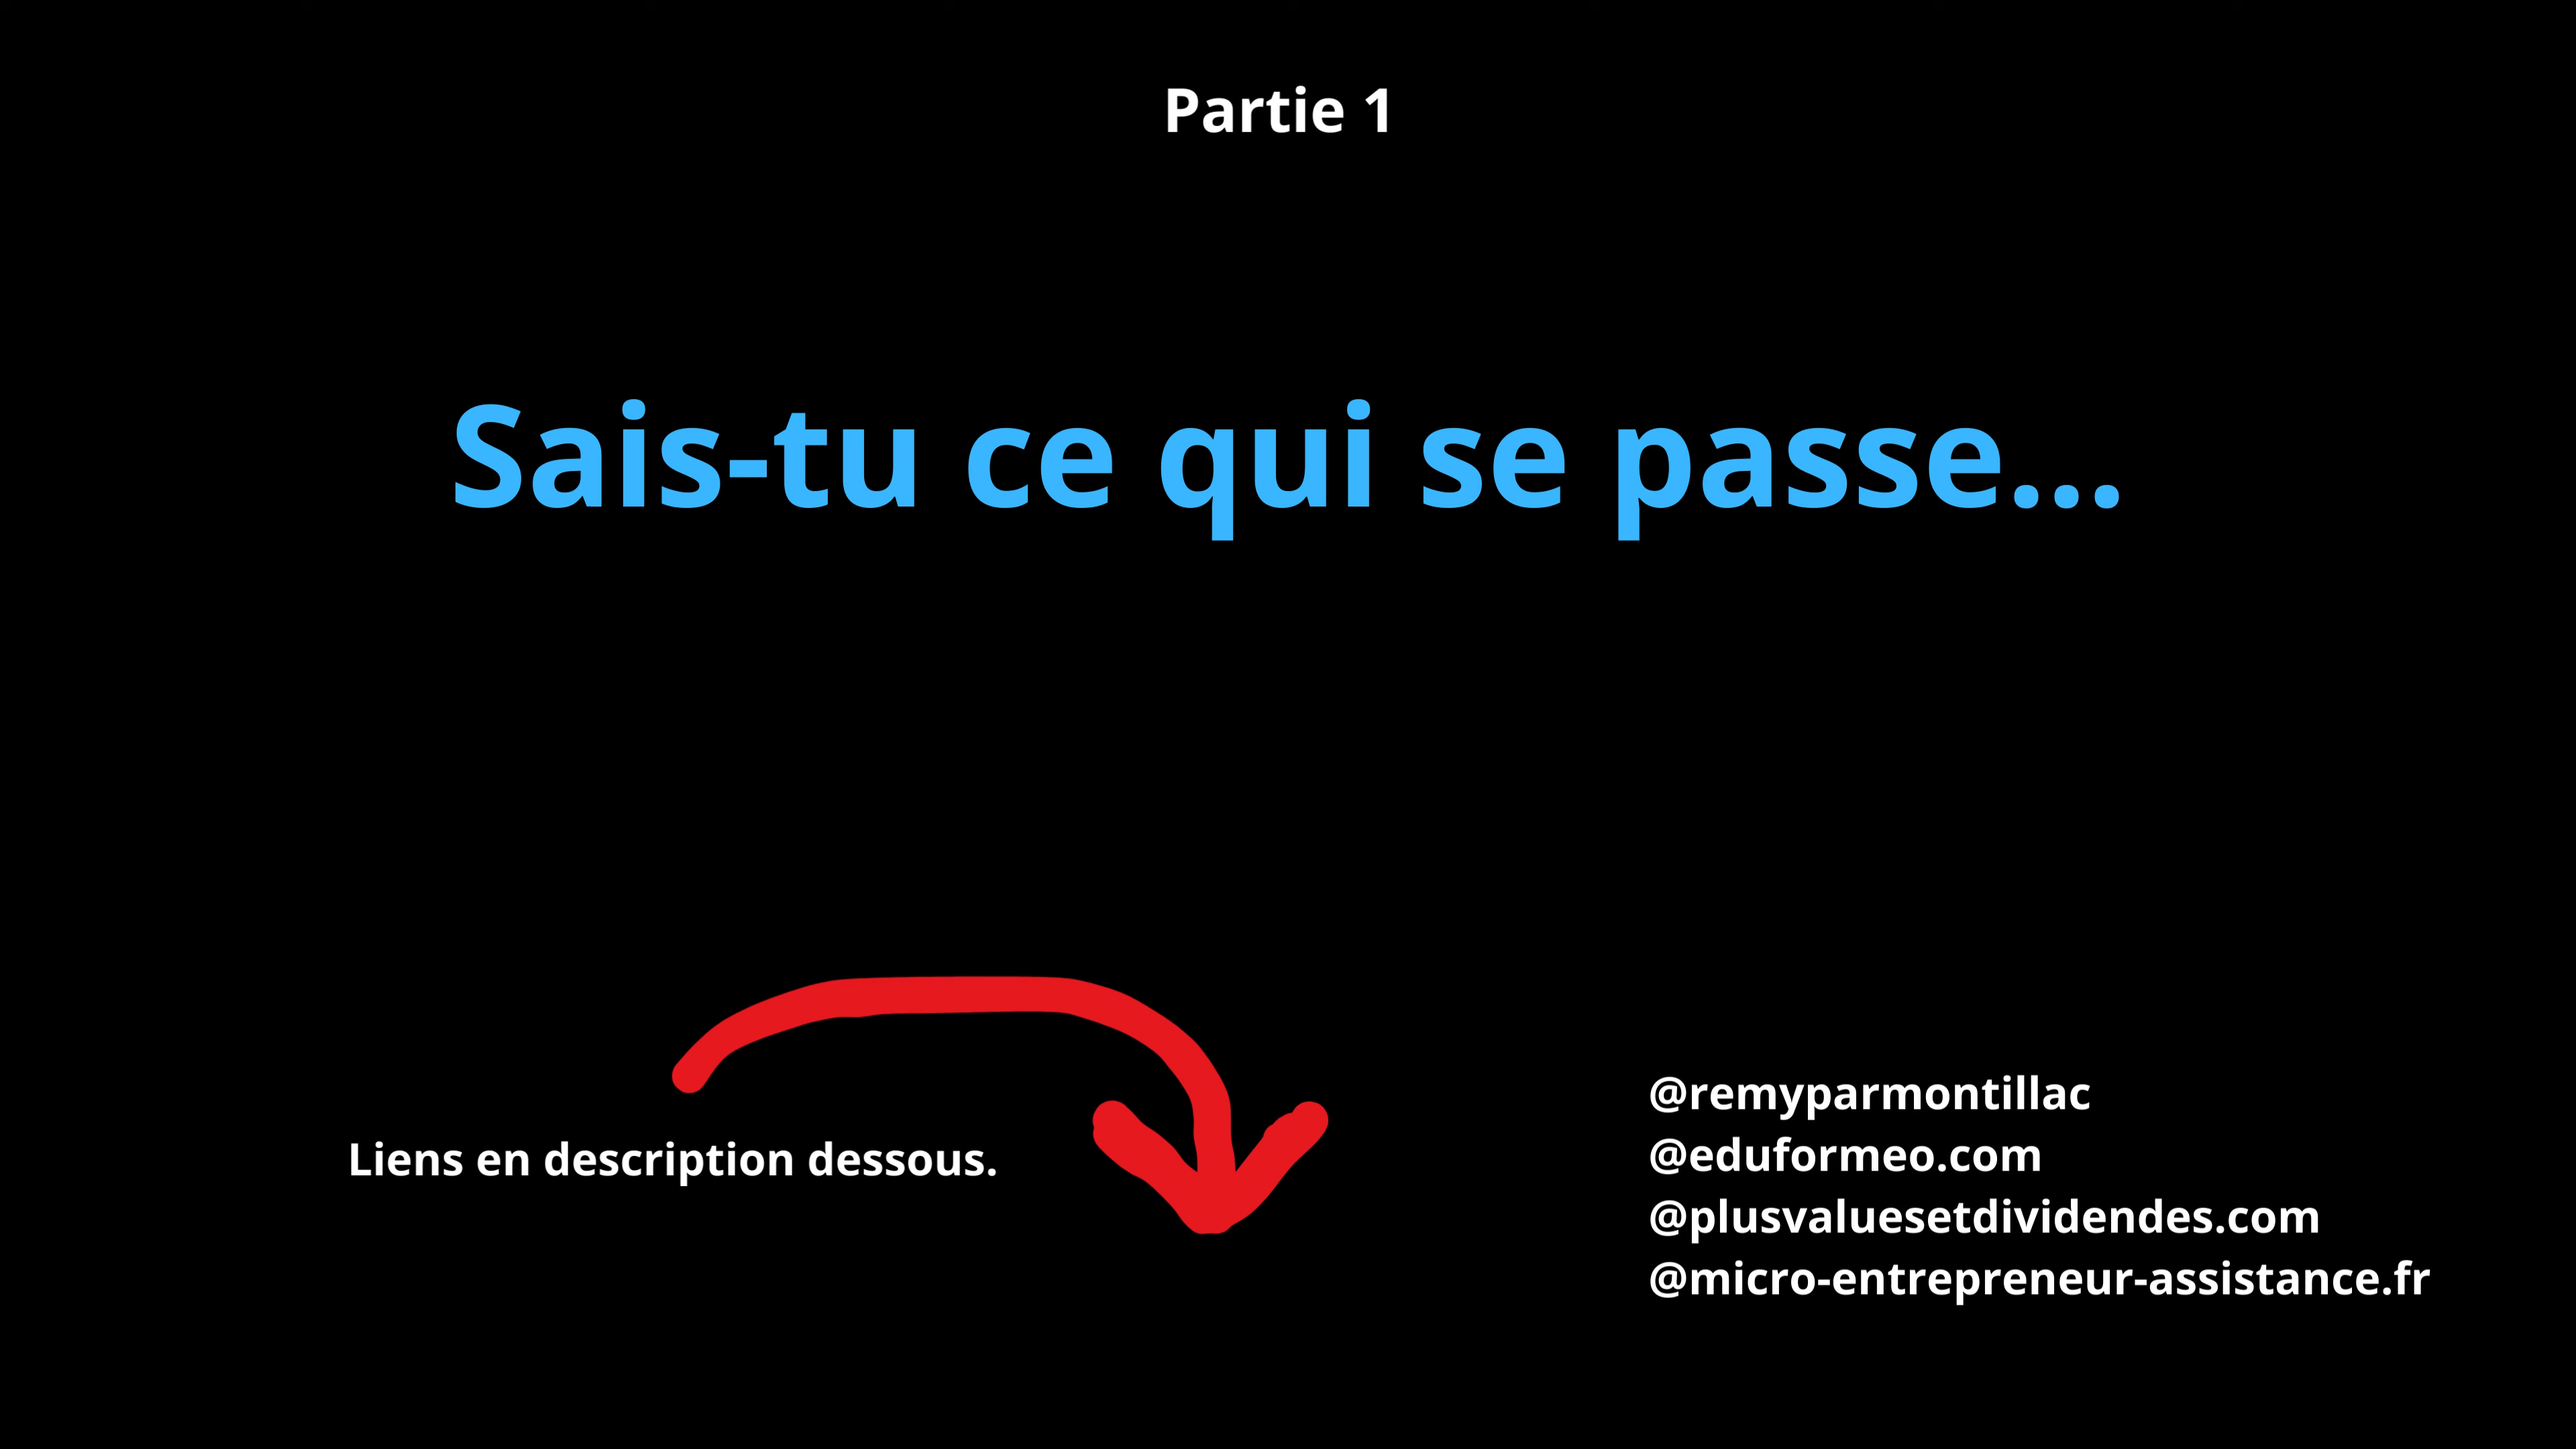 Partie 1
Sais-tu ce qui se passe...
Liens en description dessous.
@remyparmontillac
@eduformeo.com
@plusvaluesetdividendes.com
@micro-entrepreneur-assistance.fr